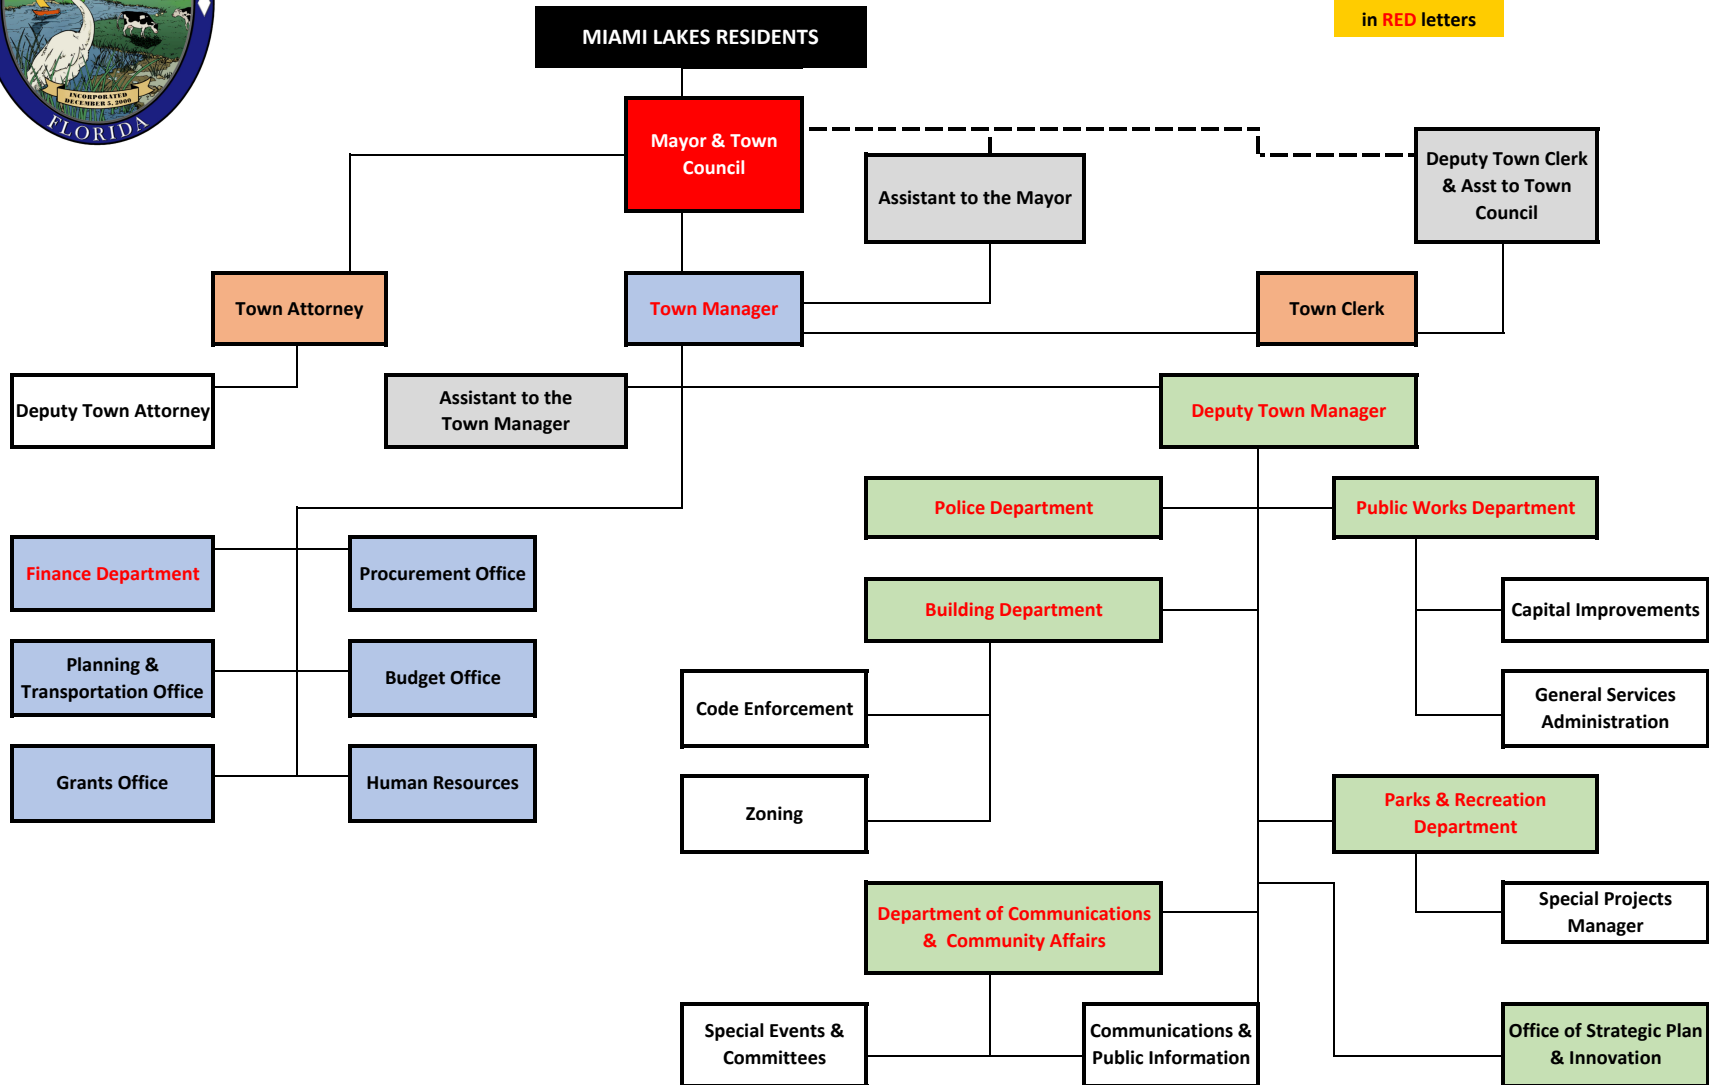 in RED letters
MIAMI LAKES RESIDENTS
INCORPORATED
DECEMBER 5, 2000
FLORIDA
Mayor & Town
Council
Assistant to the Mayor
Deputy Town Clerk
& Asst to Town
Council
Town Attorney
Town Manager
Town Clerk
Deputy Town Attorney
Assistant to the
Town Manager
Deputy Town Manager
Police Department
Public Works Department
Finance Department
Procurement Office
Building Department
Capital Improvements
Planning &
Transportation Office
Budget Office
Code Enforcement
General Services
Administration
Grants Office
Human Resources
Zoning
Parks & Recreation
Department
Department of Communications
& Community Affairs
Special Projects
Manager
Special Events &
Committees
Communications &
Public Information
Office of Strategic Plan
& Innovation